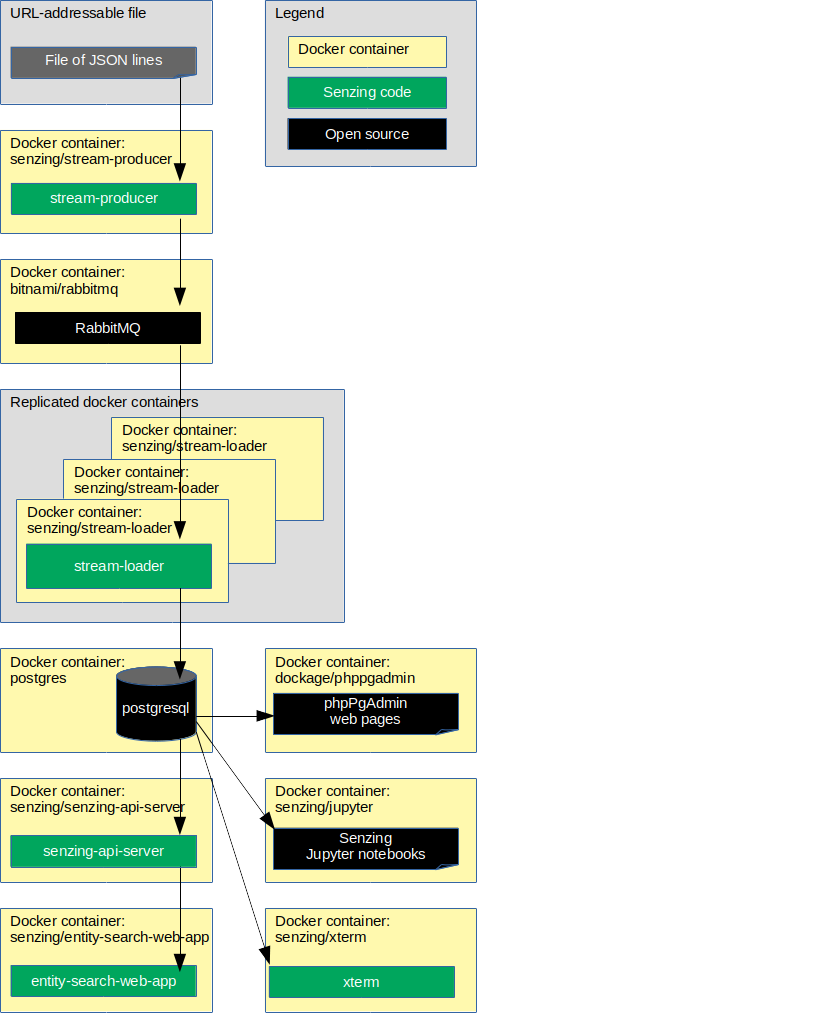 URL-addressable file
File of JSON lines
Legend
Docker container
Senzing code
Open source
Docker container:
senzing/stream-producer
stream-producer
Docker container:
bitnami/rabbitmq
RabbitMQ
Replicated docker containers
Docker container:
senzing/stream-loader
Docker container:
senzing/stream-loader
Docker container:
senzing/stream-loader
stream-loader
Docker container:
postgres
postgresql
Docker container:
dockage/phppgadmin
phpPgAdmin
web pages
Docker container:
senzing/senzing-api-server
senzing-api-server
Docker container:
senzing/jupyter
Senzing
Jupyter notebooks
Docker container:
senzing/entity-search-web-app
entity-search-web-app
Docker container:
senzing/xterm
xterm